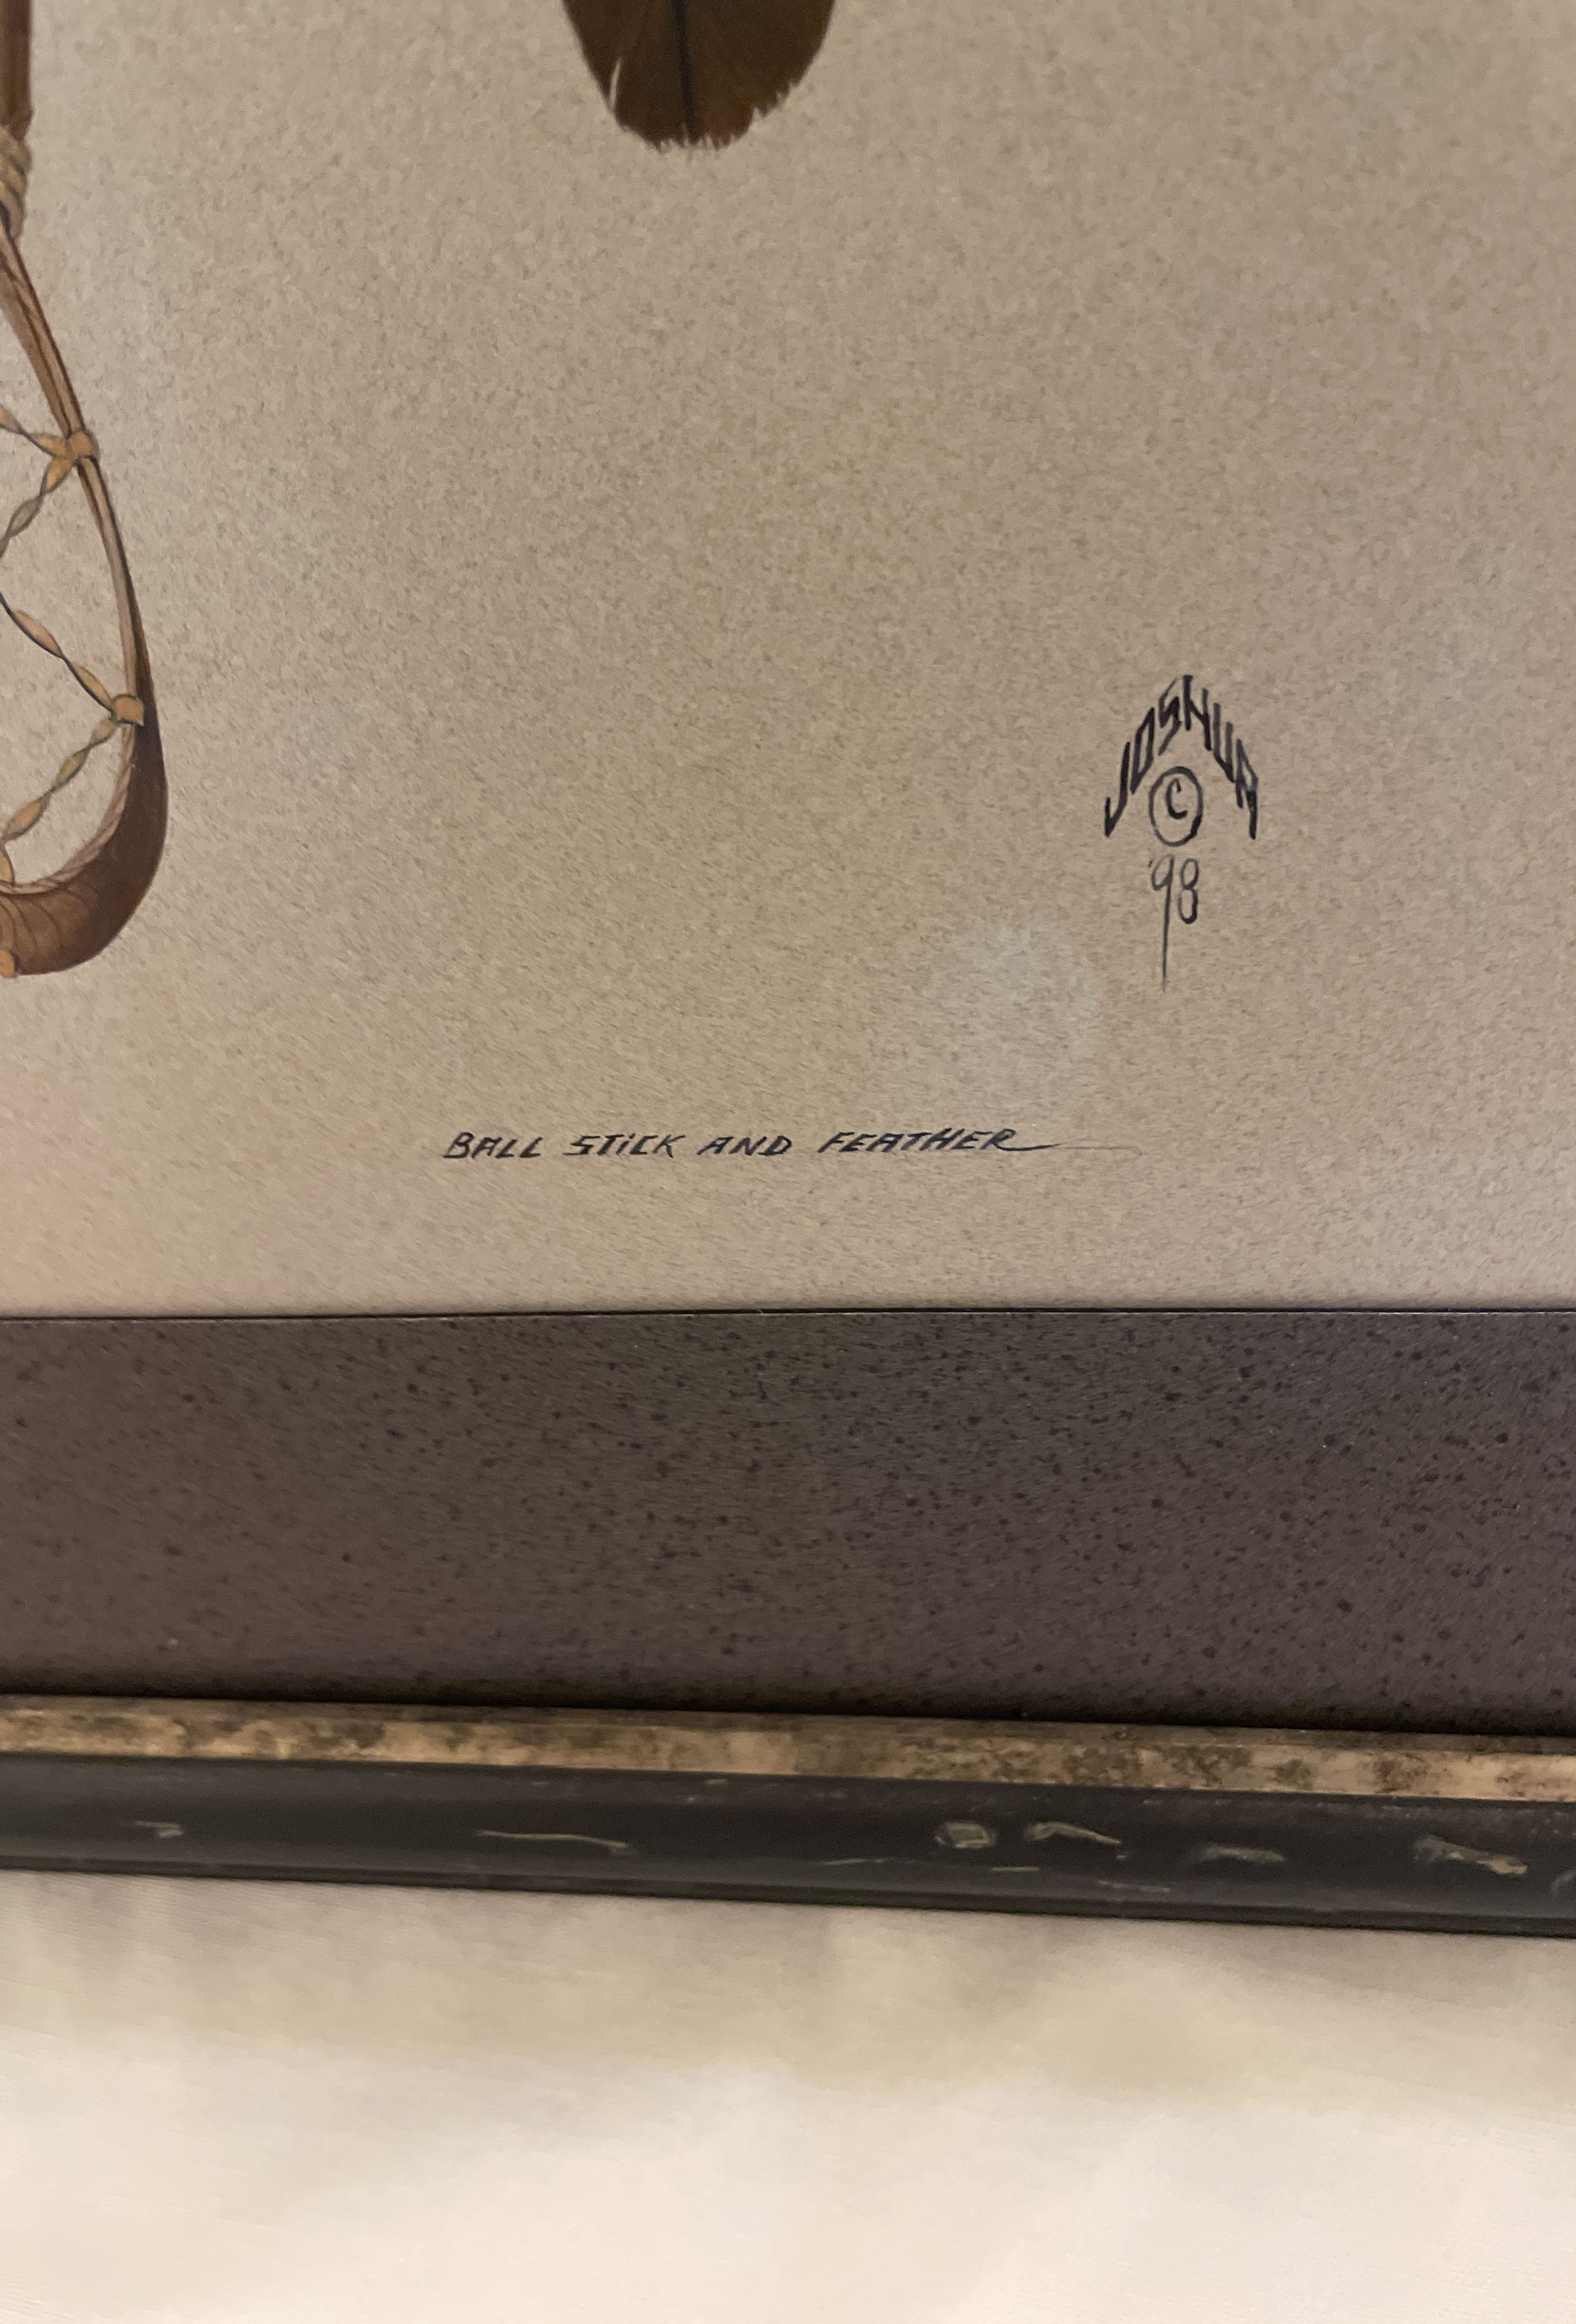 JOSHUA
©
'98
BALL STiCK AND FEATHER